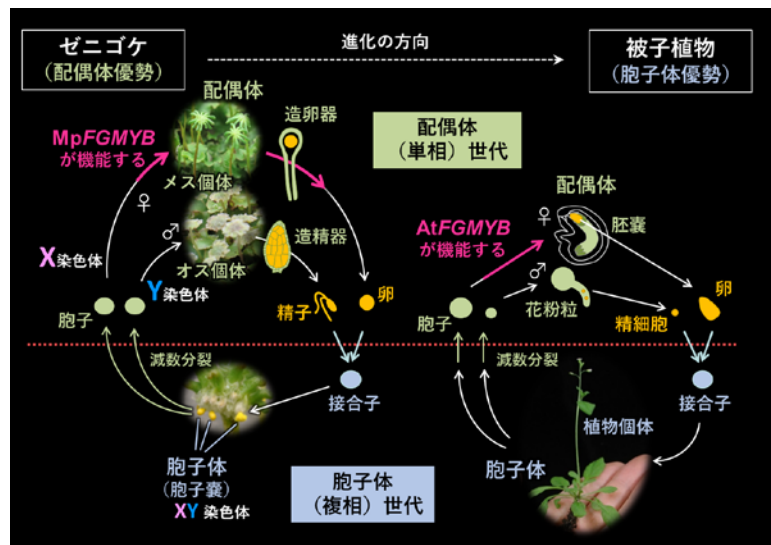 ゼニゴケ
(配偶体優勢)
進化の方向
被子植物
(胞子体優勢)
配偶体
造卵器
MpFGMYB
が機能する
メス個体
♀
配偶体
(単相)世代
♂
オス個体
造精器
X染色体
Y染色体
胞子
精子
卵
配偶体
AtFGMYB
が機能する
♀
胚嚢
♂
花粉粒
胞子
精細胞
卵
減数分裂
接合子
胞子体
(胞子嚢)
XY 染色体
胞子体
(複相)世代
減数分裂
植物個体
胞子体
接合子